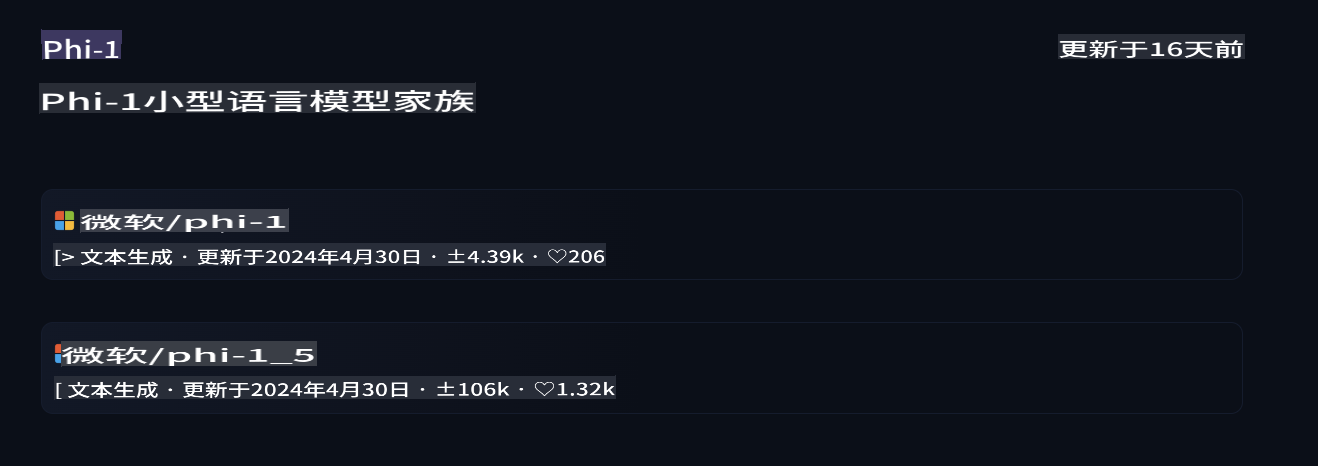 Phi-1
更新于16天前
Phi-1小型语言模型家族
微软/phi-1
[> 文本生成 · 更新于2024年4月30日 · ±4.39k · ♡206
微软/phi-1_5
[ 文本生成 · 更新于2024年4月30日 · ±106k · ♡1.32k